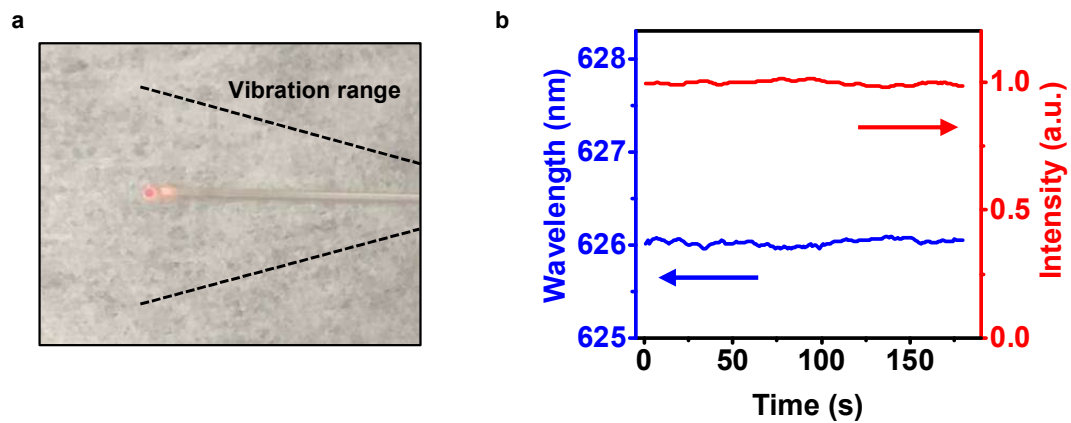 a
Vibration range
b
Wavelength (nm)
628
627
626
625
0
50
100
150
Time (s)
1.0
0.5
0.0
Intensity (a.u.)